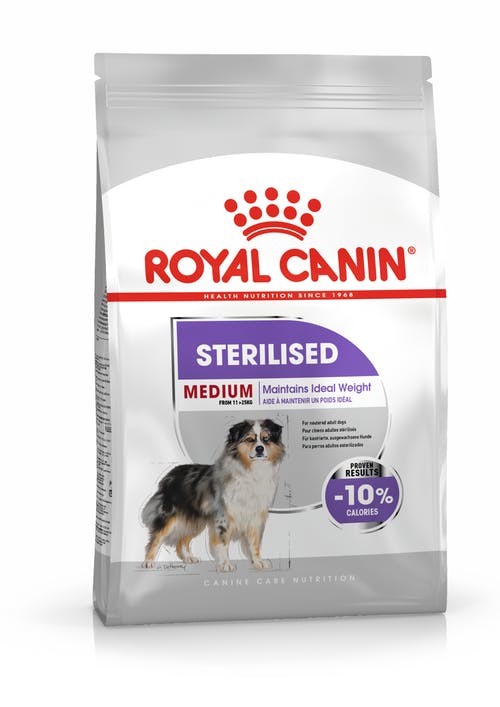 ROYAL CANIN®
HEALTH NUTRITION SINCE 1968
STERILISED
MEDIUM
FROM 11 > 25KG
Maintains Ideal Weight
AIDE À MAINTENIR UN POIDS IDÉAL
For neutered adult dogs
Pour chiens adultes stérilisés
Für kastrierte, ausgewachsene Hunde
Para perros adultos esterilizados
PROVEN
RESULTS
-10%
CALORIES
CANINE CARE NUTRITION